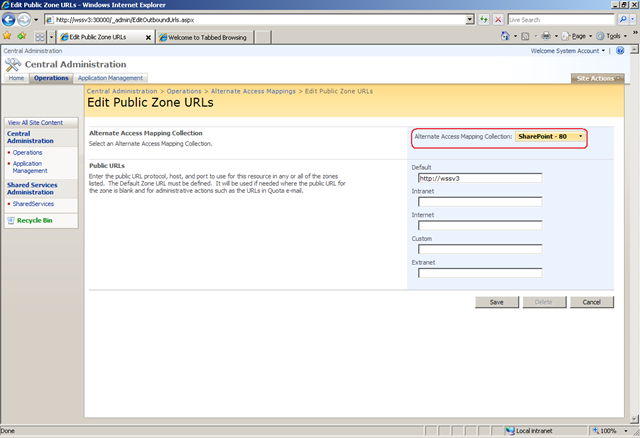 Edit Public Zone URLs - Windows Internet Explorer
http://wssv3:30000/_admin/EditOutboundUrls.aspx
Live Search
Edit Public Zone URLs
Welcome to Tabbed Browsing
Page
Tools
Central Administration
Welcome System Account
Central Administration
Home
Operations
Application Management
Site Actions
Central Administration > Operations > Alternate Access Mappings > Edit Public Zone URLs
Edit Public Zone URLs
View All Site Content
Central Administration
Operations
Application Management
Shared Services Administration
SharedServices
Recycle Bin
Alternate Access Mapping Collection
Select an Alternate Access Mapping Collection.
Alternate Access Mapping Collection: SharePoint - 80
Public URLs
Enter the public URL protocol, host, and port to use for this resource in any or all of the zones
listed. The Default Zone URL must be defined. It will be used if needed where the public URL for
the zone is blank and for administrative actions such as the URLs in Quota e-mail.
Default
http://wssv3
Intranet
Internet
Custom
Extranet
Save
Delete
Cancel
Done
Local intranet
100%